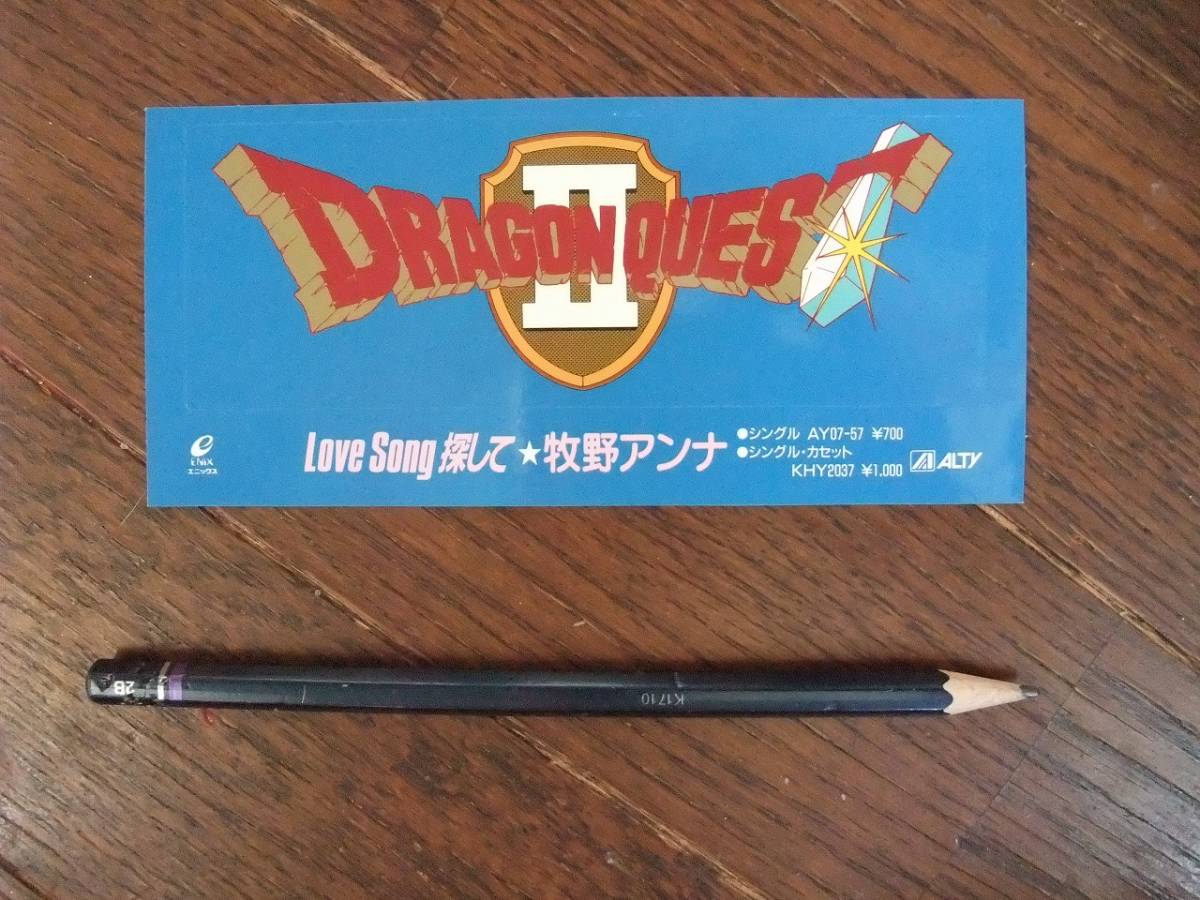 DRAGON QUEST
II
Love Song 探して★牧野アンナ
●シングル AY07-57 ¥700
●シングル・カセット
KHY2037 ¥1,000
ENIX
エニックス
ALTY
2B
K1710